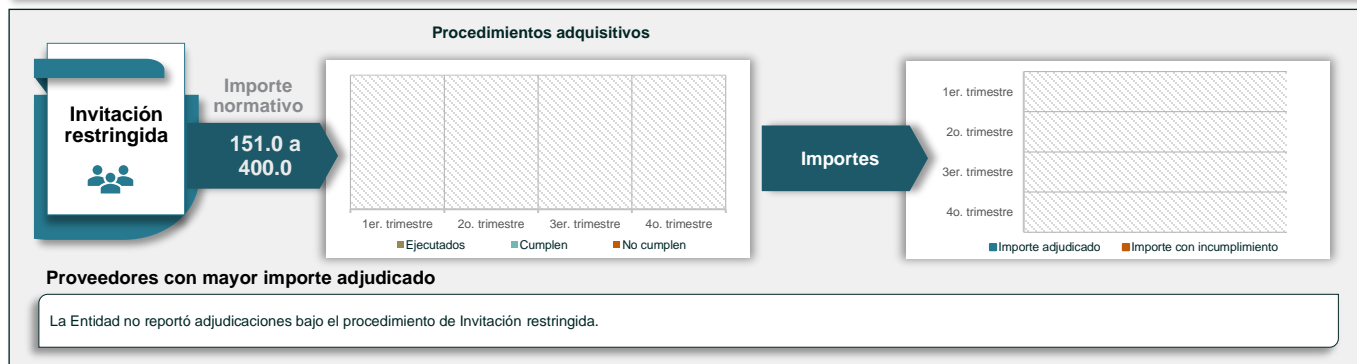 Procedimientos adquisitivos
Invitación
restringida
Importe
normativo
151.0 a
400.0
1er. trimestre
2o. trimestre
3er. trimestre
4o. trimestre
Ejecutados
Cumplen
No cumplen
Importes
1er. trimestre
2o. trimestre
3er. trimestre
4o. trimestre
Importe adjudicado
Importe con incumplimiento
Proveedores con mayor importe adjudicado
La Entidad no reportó adjudicaciones bajo el procedimiento de Invitación restringida.